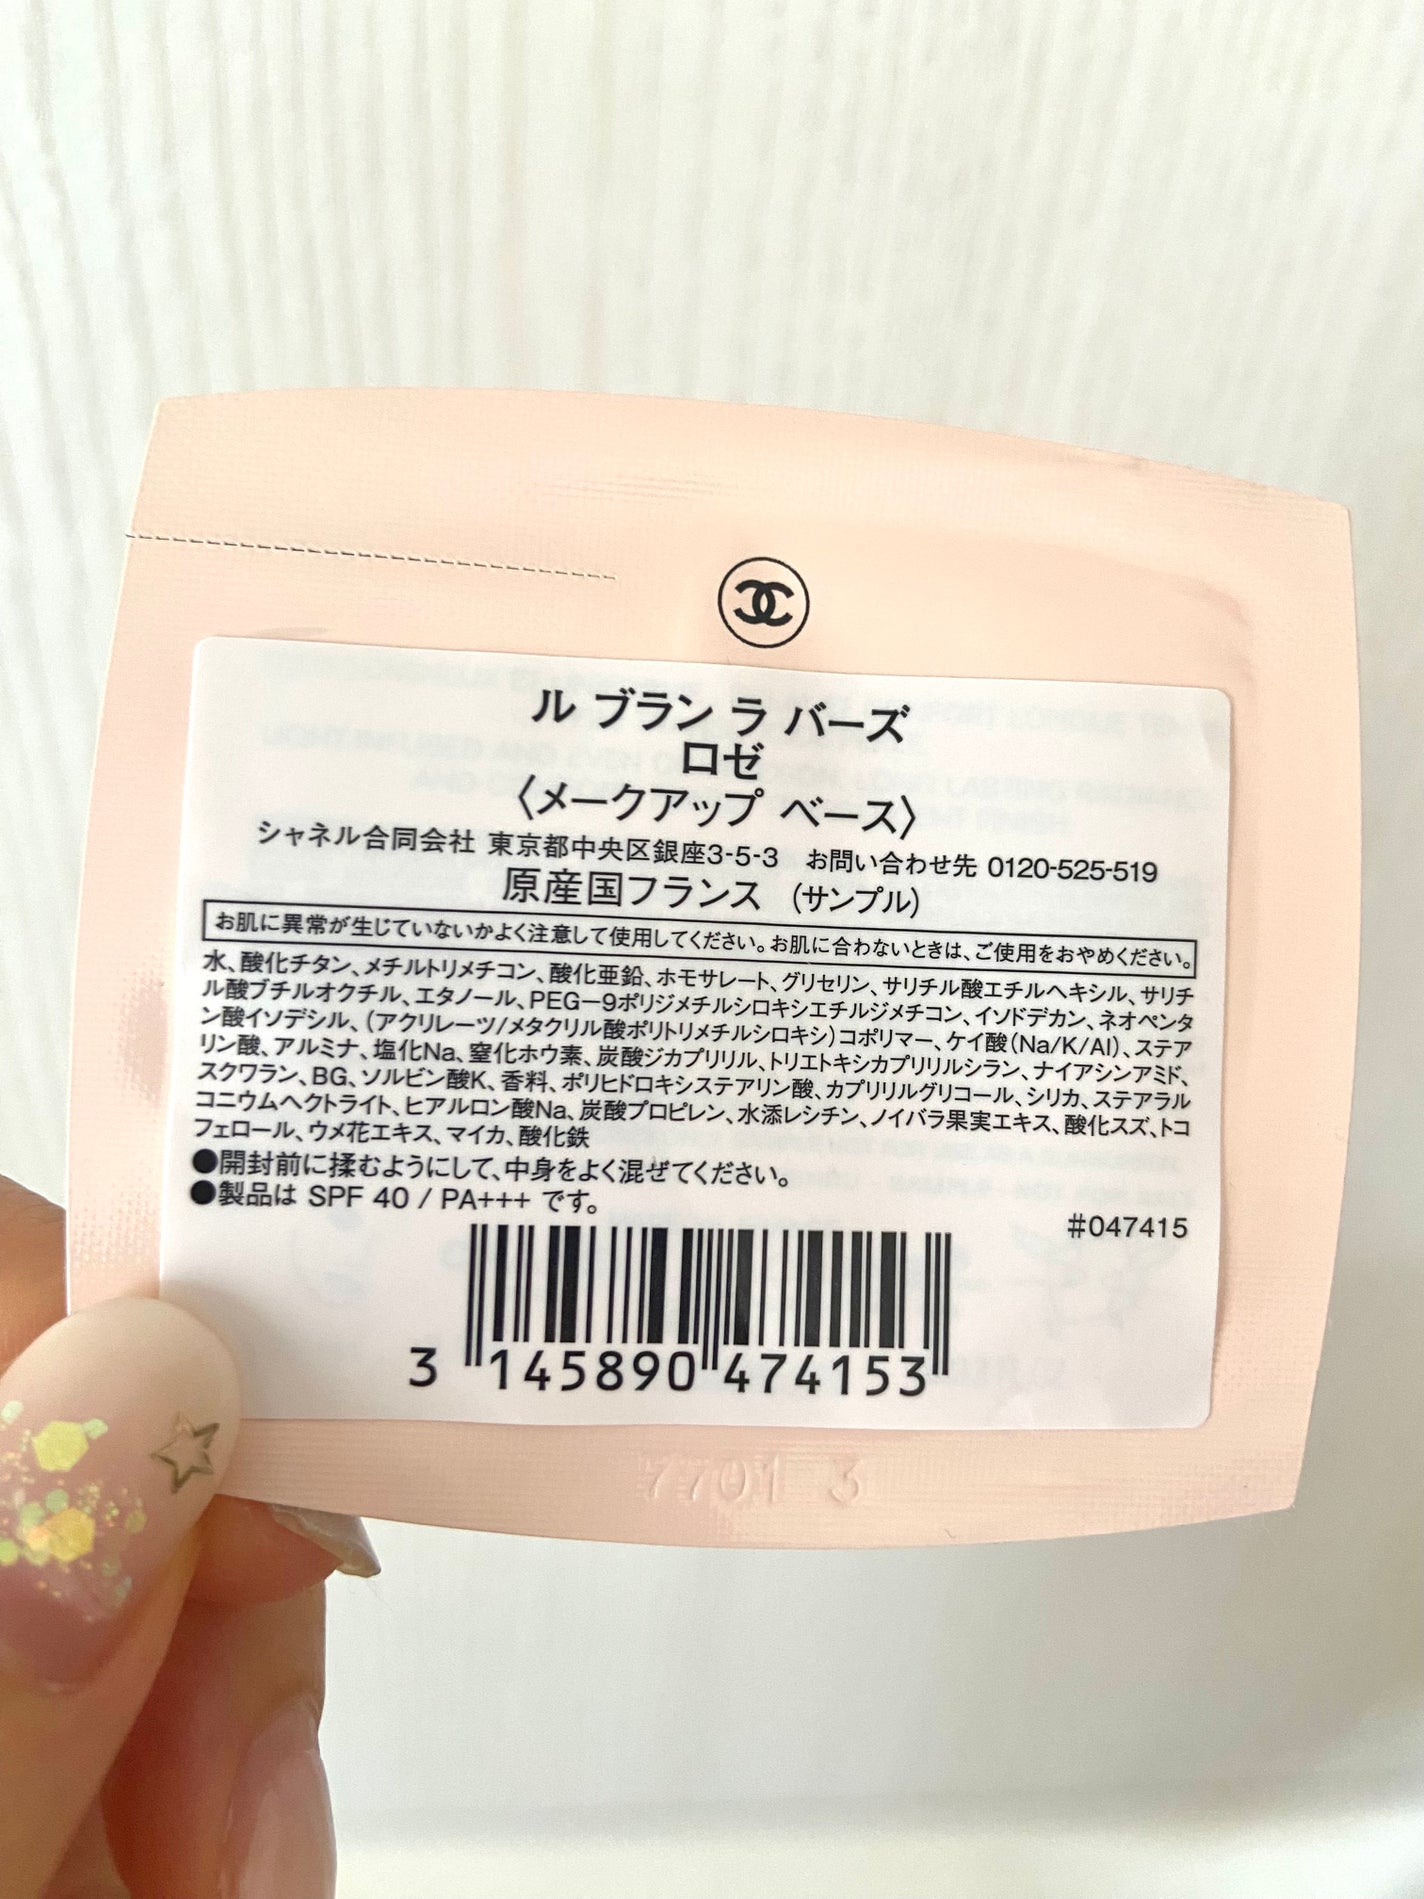 ル ブラン ラ バーズ
ロゼ
〈メークアップ ベース〉
シャネル合同会社 東京都中央区銀座3-5-3 お問い合わせ先 0120-525-519
原産国フランス (サンプル)
お肌に異常が生じていないかよく注意して使用してください。お肌に合わないときは、ご使用をおやめください。
水、酸化チタン、メチルトリメチコン、酸化亜鉛、ホモサレート、グリセリン、サリチル酸エチルヘキシル、サリチ
ル酸ブチルオクチル、エタノール、PEG－9ポリジメチルシロキシエチルジメチコン、イソドデカン、ネオペンタ
ン酸イソデシル、(アクリレーツ/メタクリル酸ポリトリメチルシロキシ)コポリマー、ケイ酸(Na/K/Al)、ステア
リン酸、アルミナ、塩化Na、窒化ホウ素、炭酸ジカプリリル、トリエトキシカプリリルシラン、ナイアシンアミド、
スクワラン、BG、ソルビン酸K、香料、ポリヒドロキシステアリン酸、カプリリルグリコール、シリカ、ステアラル
コニウムヘクトライト、ヒアルロン酸Na、炭酸プロピレン、水添レシチン、ノイバラ果実エキス、酸化スズ、トコ
フェロール、ウメ花エキス、マイカ、酸化鉄
●開封前に揉むようにして、中身をよく混ぜてください。
●製品は SPF 40 / PA+++ です。
#047415
3 145890 474153
7701 3